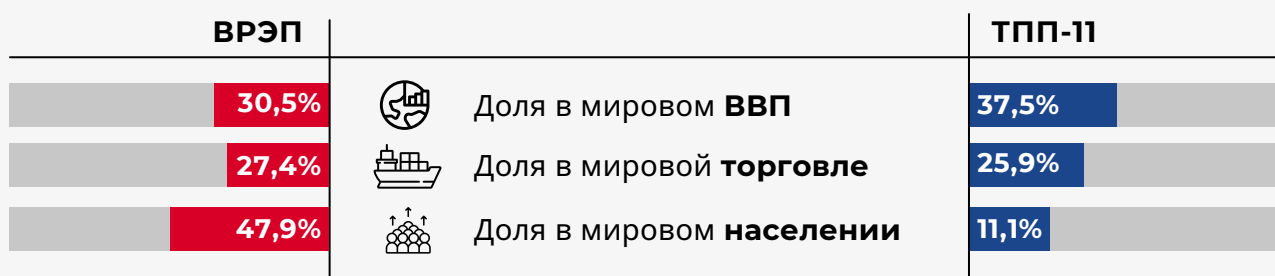 ВРЭП ТПП-11
30,5% Доля в мировом ВВП 37,5%
27,4% Доля в мировой торговле 25,9%
47,9% Доля в мировом населении 11,1%